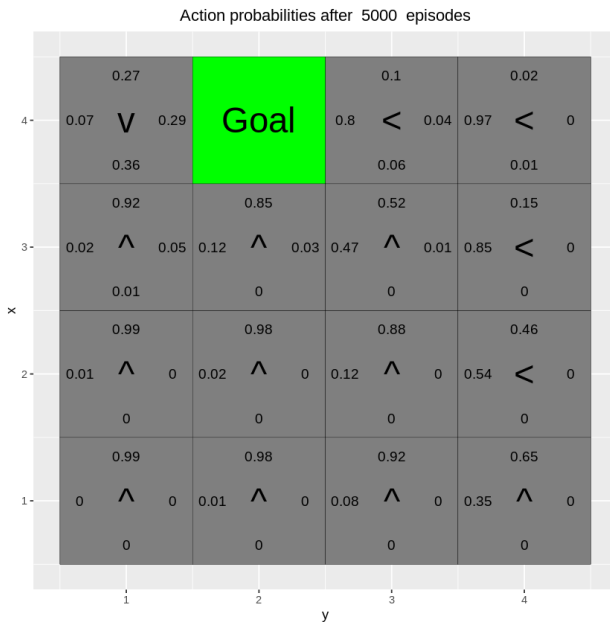 Action probabilities after 5000 episodes
0.27 0.1 0.02
4 0.07 v 0.29 Goal 0.8 < 0.04 0.97 < 0
0.36 0.06 0.01
0.92 0.85 0.52 0.15
3 0.02 ^ 0.05 0.12 ^ 0.03 0.47 ^ 0.01 0.85 < 0
0.01 0 0 0
x
0.99 0.98 0.88 0.46
2 0.01 ^ 0 0.02 ^ 0 0.12 ^ 0 0.54 < 0
0 0 0 0
0.99 0.98 0.92 0.65
1 0 ^ 0 0.01 ^ 0 0.08 ^ 0 0.35 ^ 0
0 0 0 0
1 2 3 4
y